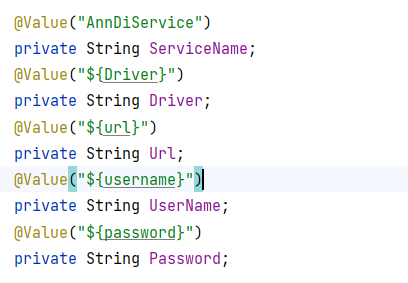 @Value("AnnDiService")
private String ServiceName;
@Value("${Driver}")
private String Driver;
@Value("${url}")
private String Url;
@Value("${username}")
private String UserName;
@Value("${password}")
private String Password;